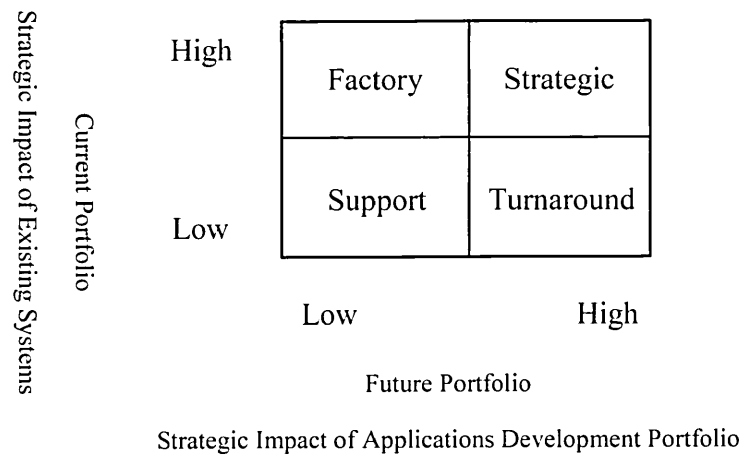 Strategic Impact of Existing Systems
Current Portfolio
High
Factory
Strategic
Low
Support
Turnaround
Low
High
Future Portfolio
Strategic Impact of Applications Development Portfolio